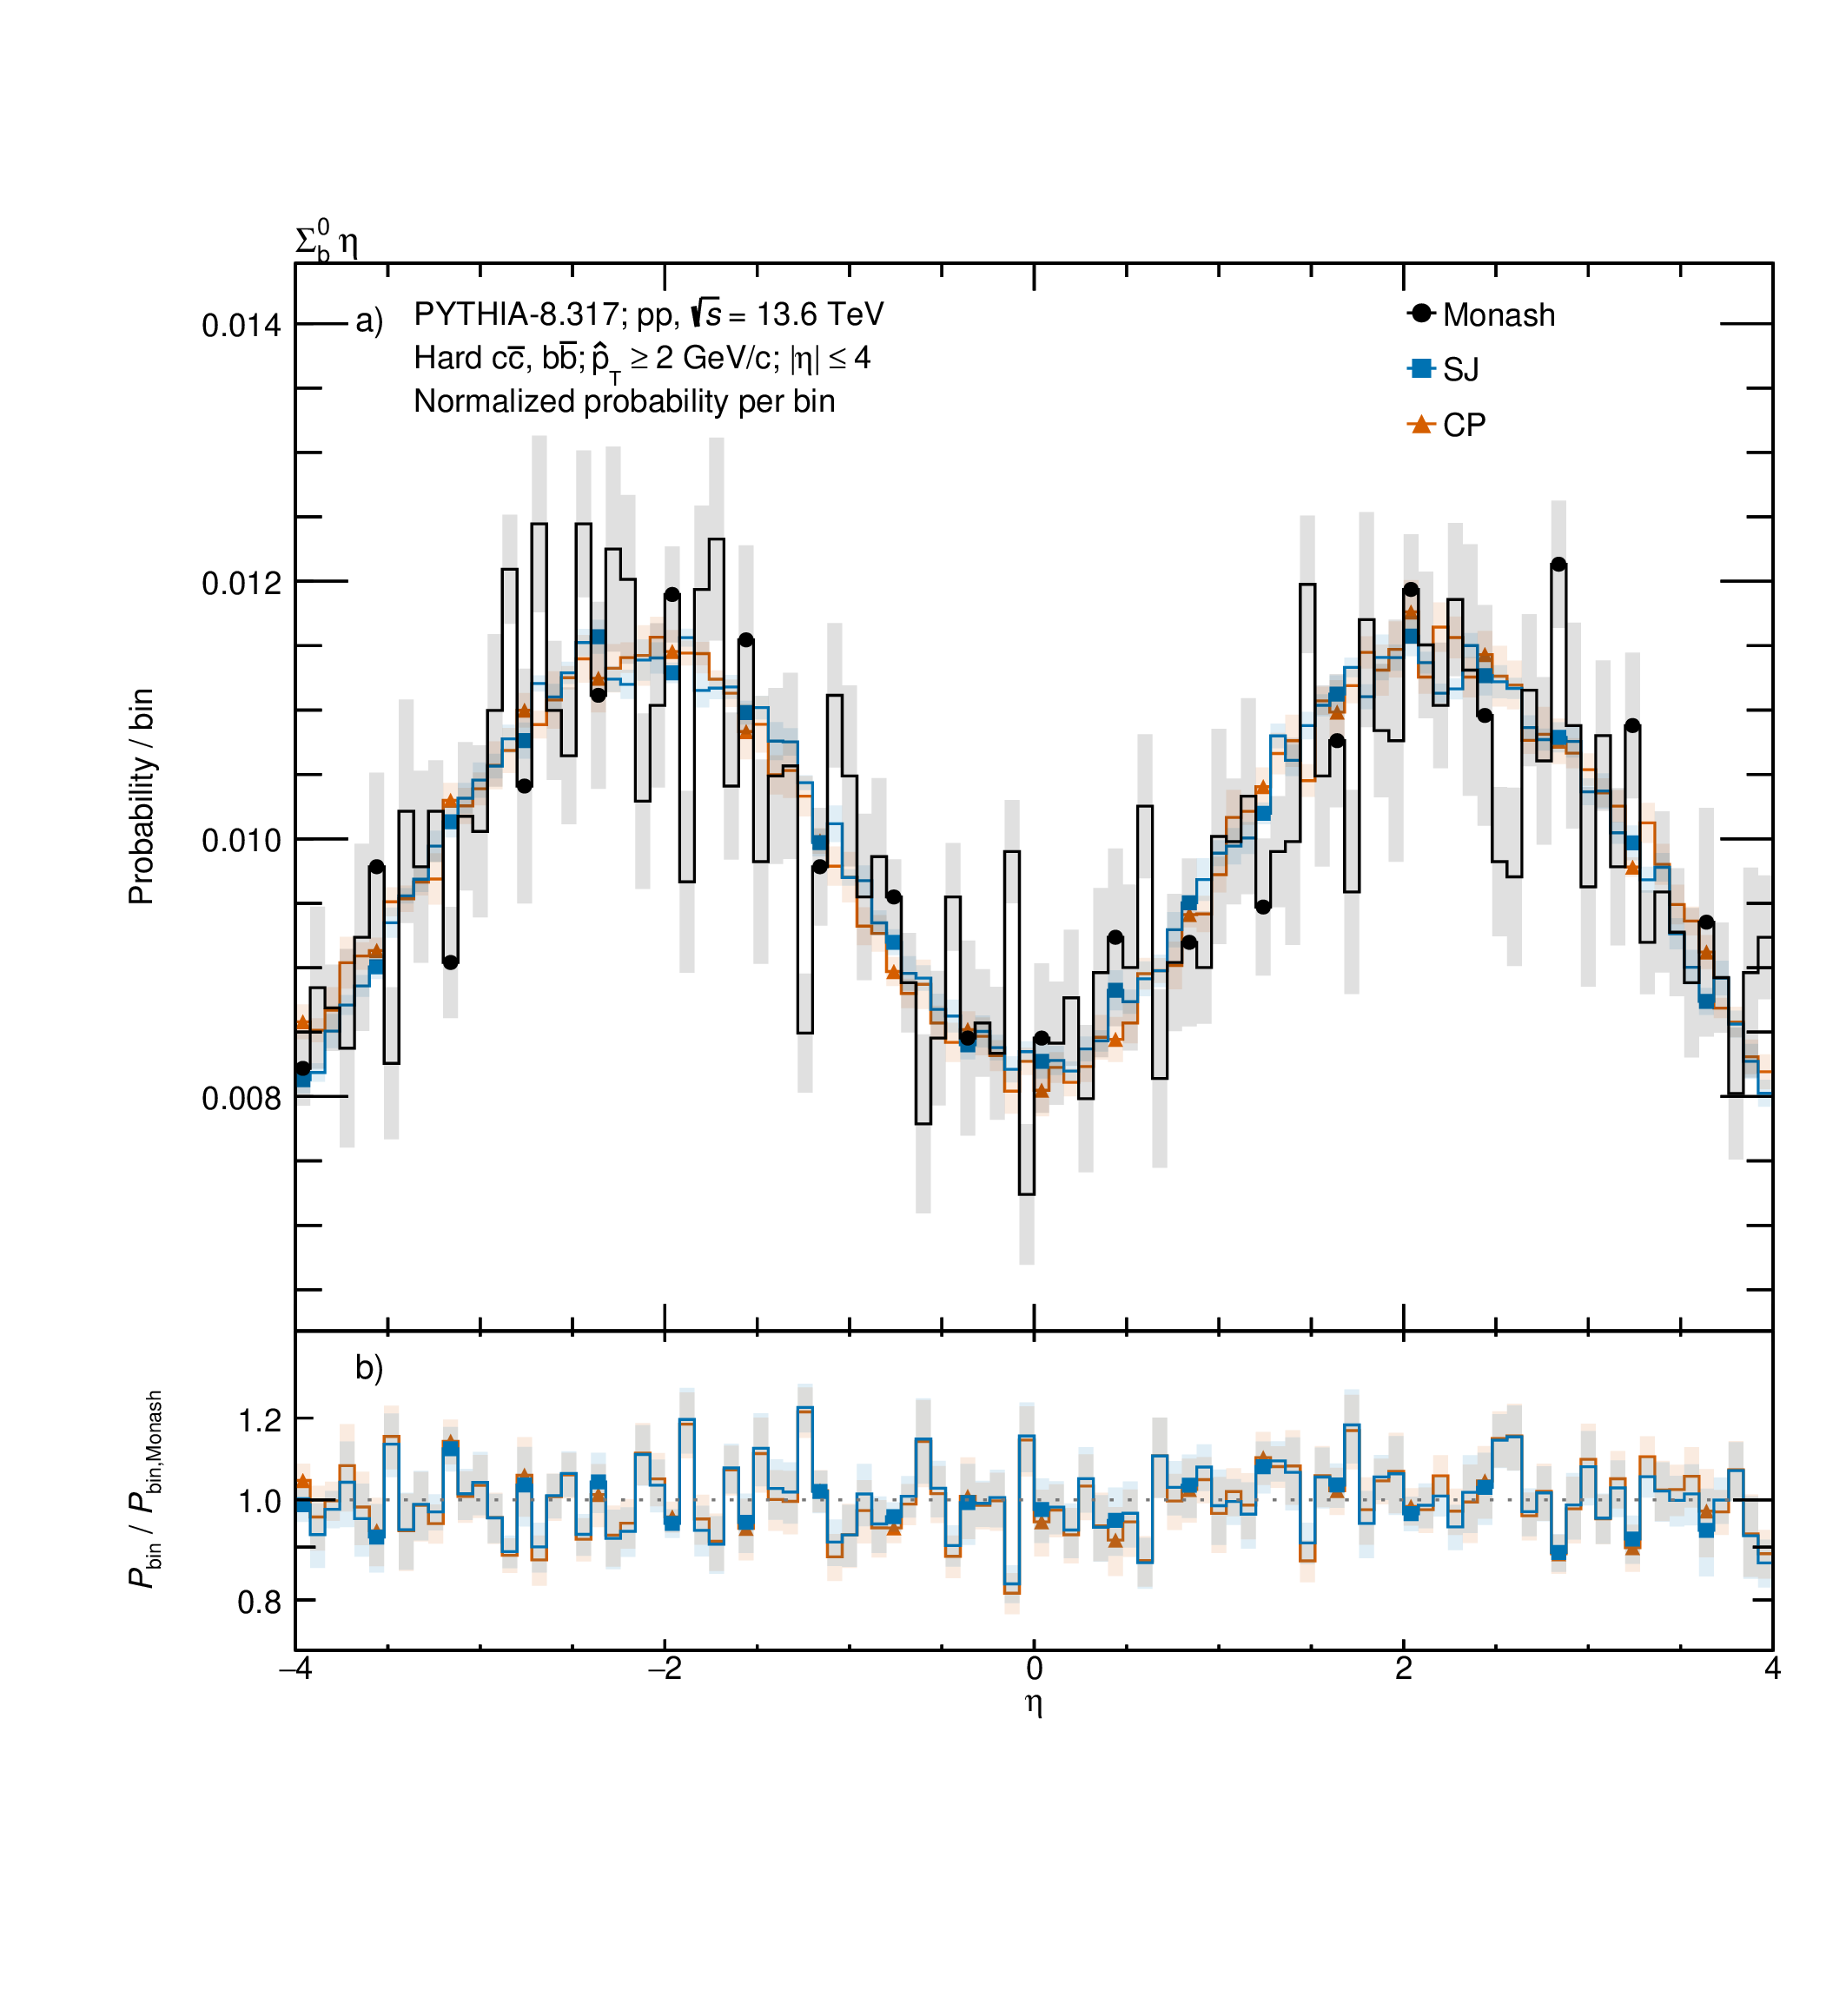 Σ⁰_b η
a) PYTHIA-8.317; pp, √s = 13.6 TeV
Hard cc̅, bb̅; p̂_T ≥ 2 GeV/c; |η| ≤ 4
Normalized probability per bin
Monash
SJ
CP
0.014
0.012
0.010
0.008
Probability / bin
b)
1.2
1.0
0.8
P_bin / P_bin,Monash
−4 −2 0 2 4
η